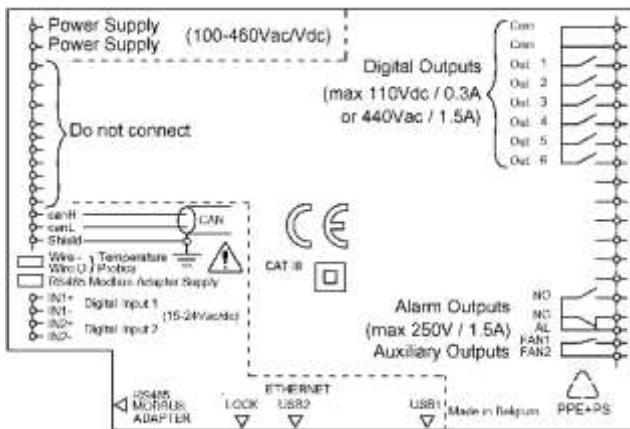 Power Supply
Power Supply
(100-460Vac/Vdc)
Do not connect
canH
canL
Shield
CAN
Wire - Temperature
Wire O / Probes
RS485 Modbus Adapter Supply
IN1+
IN1-
IN2+
IN2-
Digital Input 1
Digital Input 2
(15-24Vac/dc)
Digital Outputs
(max 110Vdc / 0.3A
or 440Vac / 1.5A)
Com
Com
Out 1
Out 2
Out 3
Out 4
Out 5
Out 6
CE
CAT III
Alarm Outputs
(max 250V / 1.5A)
Auxiliary Outputs
NO
NC
AL
FAN1
FAN2
RS485
MODBUS
ADAPTER
LOCK
ETHERNET
USB2
USB1
Made in Belgium
PPE+PS